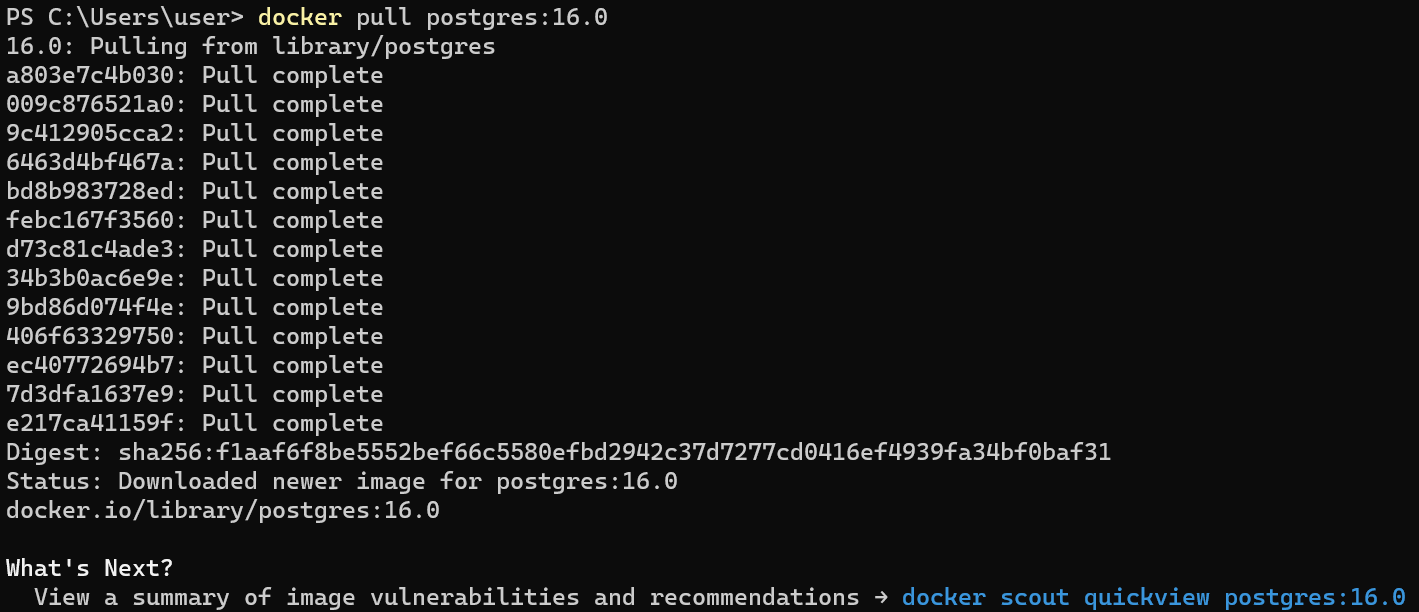 PS C:\Users\user> docker pull postgres:16.0
16.0: Pulling from library/postgres
a803e7c4b030: Pull complete
009c876521a0: Pull complete
9c412905cca2: Pull complete
6463d4bf467a: Pull complete
bd8b983728ed: Pull complete
febc167f3560: Pull complete
d73c81c4ade3: Pull complete
34b3b0ac6e9e: Pull complete
9bd86d074f4e: Pull complete
406f63329750: Pull complete
ec40772694b7: Pull complete
7d3dfa1637e9: Pull complete
e217ca41159f: Pull complete
Digest: sha256:f1aaf6f8be5552bef66c5580efbd2942c37d7277cd0416ef4939fa34bf0baf31
Status: Downloaded newer image for postgres:16.0
docker.io/library/postgres:16.0
What's Next?
View a summary of image vulnerabilities and recommendations → docker scout quickview postgres:16.0